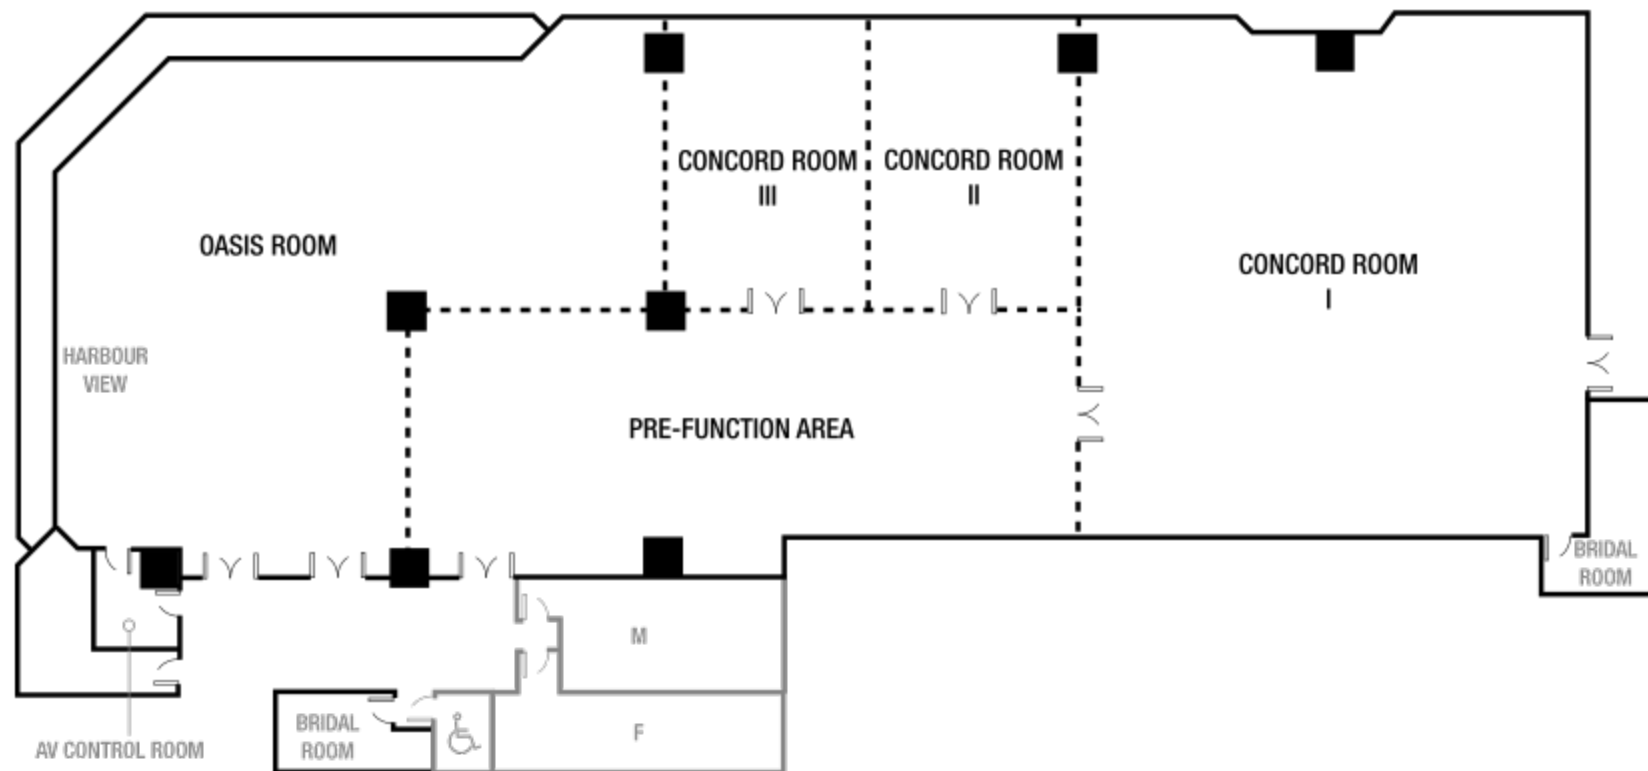 CONCORD ROOM
III
CONCORD ROOM
II
OASIS ROOM
CONCORD ROOM
I
HARBOUR
VIEW
PRE-FUNCTION AREA
BRIDAL
ROOM
M
BRIDAL
ROOM
F
AV CONTROL ROOM